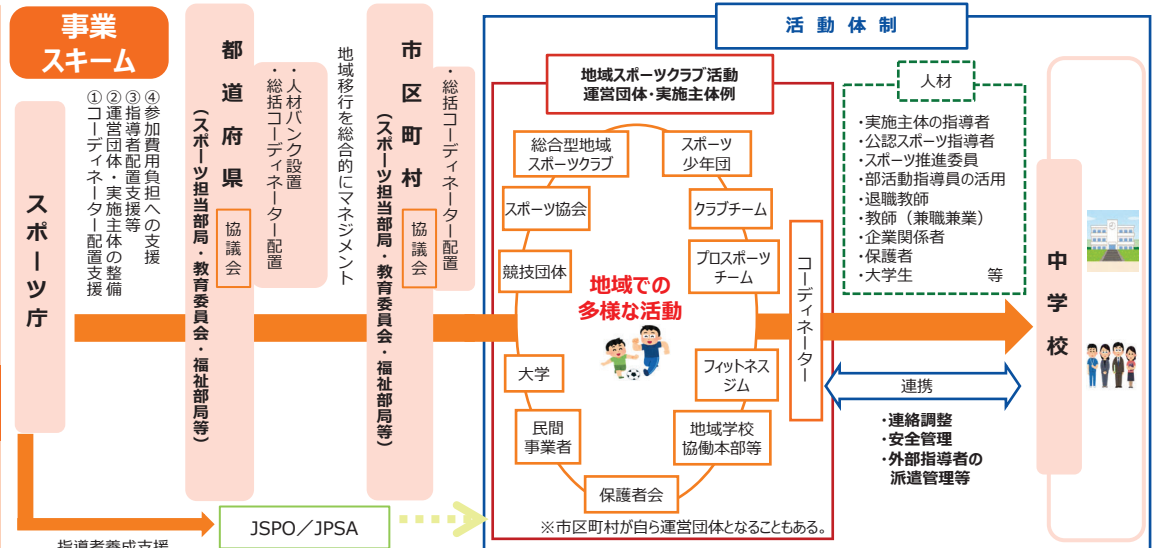 事業
スキーム
スポーツ庁
①コーディネーター配置支援
②運営団体・実施主体の整備
③指導者配置支援等
④参加費用負担への支援
都道府県
（スポーツ担当部局・教育委員会・福祉部局等）
協議会
・人材バンク設置
・総括コーディネーター配置
地域移行を総合的にマネジメント
市区町村
（スポーツ担当部局・教育委員会・福祉部局等）
協議会
・総括コーディネーター配置
活動体制
地域スポーツクラブ活動
運営団体・実施主体例
総合型地域
スポーツクラブ
スポーツ
少年団
スポーツ協会
クラブチーム
競技団体
プロスポーツ
チーム
地域での
多様な活動
大学
フィットネス
ジム
民間
事業者
地域学校
協働本部等
保護者会
※市区町村が自ら運営団体となることもある。
コーディネーター
人材
・実施主体の指導者
・公認スポーツ指導者
・スポーツ推進委員
・部活動指導員の活用
・退職教師
・教師（兼職兼業）
・企業関係者
・保護者
・大学生 等
連携
・連絡調整
・安全管理
・外部指導者の
派遣管理等
中学校
JSPO／JPSA
指導者養成支援